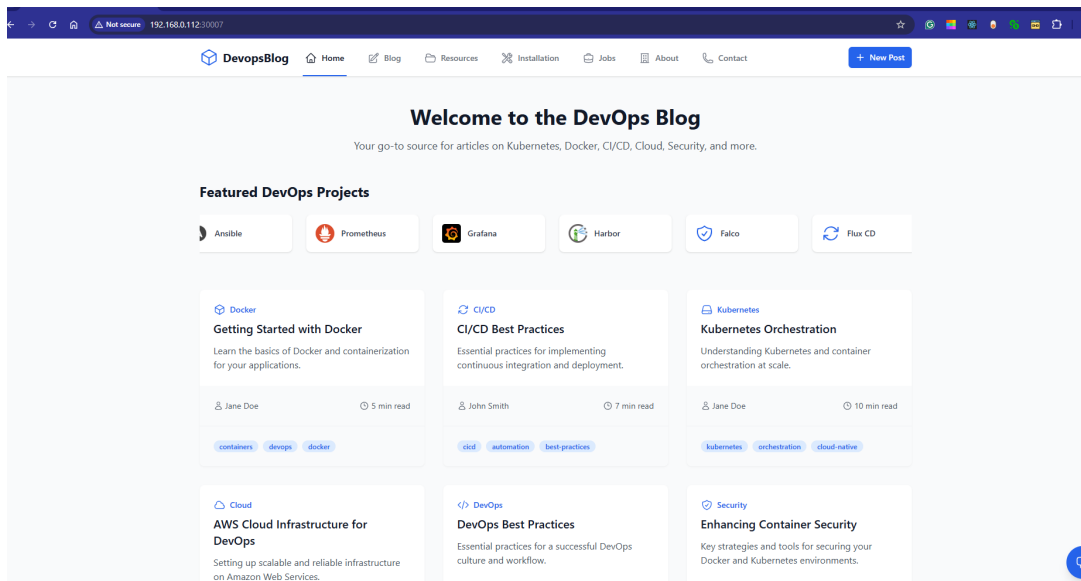 Not secure 192.168.0.112:30007
DevopsBlog Home Blog Resources Installation Jobs About Contact + New Post
Welcome to the DevOps Blog
Your go-to source for articles on Kubernetes, Docker, CI/CD, Cloud, Security, and more.
Featured DevOps Projects
Ansible Prometheus Grafana Harbor Falco Flux CD
Docker
Getting Started with Docker
Learn the basics of Docker and containerization
for your applications.
Jane Doe 5 min read
containers devops docker
CI/CD
CI/CD Best Practices
Essential practices for implementing
continuous integration and deployment.
John Smith 7 min read
cicd automation best-practices
Kubernetes
Kubernetes Orchestration
Understanding Kubernetes and container
orchestration at scale.
Jane Doe 10 min read
kubernetes orchestration cloud-native
Cloud
AWS Cloud Infrastructure for
DevOps
Setting up scalable and reliable infrastructure
on Amazon Web Services.
</> DevOps
DevOps Best Practices
Essential practices for a successful DevOps
culture and workflow.
Security
Enhancing Container Security
Key strategies and tools for securing your
Docker and Kubernetes environments.